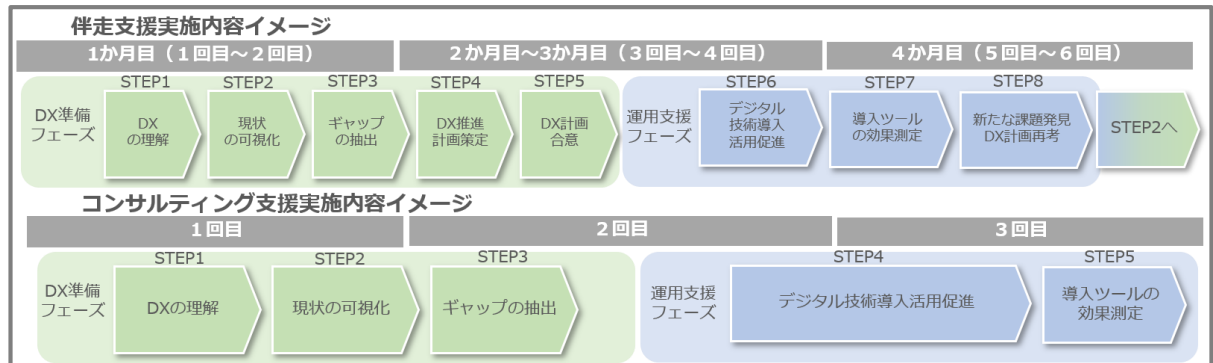 伴走支援実施内容イメージ
1か月目（1回目～2回目）
2か月目～3か月目（3回目～4回目）
4か月目（5回目～6回目）
DX準備
フェーズ
STEP1
DX
の理解
STEP2
現状
の可視化
STEP3
ギャップ
の抽出
STEP4
DX推進
計画策定
STEP5
DX計画
合意
運用支援
フェーズ
STEP6
デジタル
技術導入
活用促進
STEP7
導入ツール
の効果測定
STEP8
新たな課題発見
DX計画再考
STEP2へ
コンサルティング支援実施内容イメージ
1回目
2回目
3回目
DX準備
フェーズ
STEP1
DXの理解
STEP2
現状の可視化
STEP3
ギャップの抽出
運用支援
フェーズ
STEP4
デジタル技術導入活用促進
STEP5
導入ツールの
効果測定